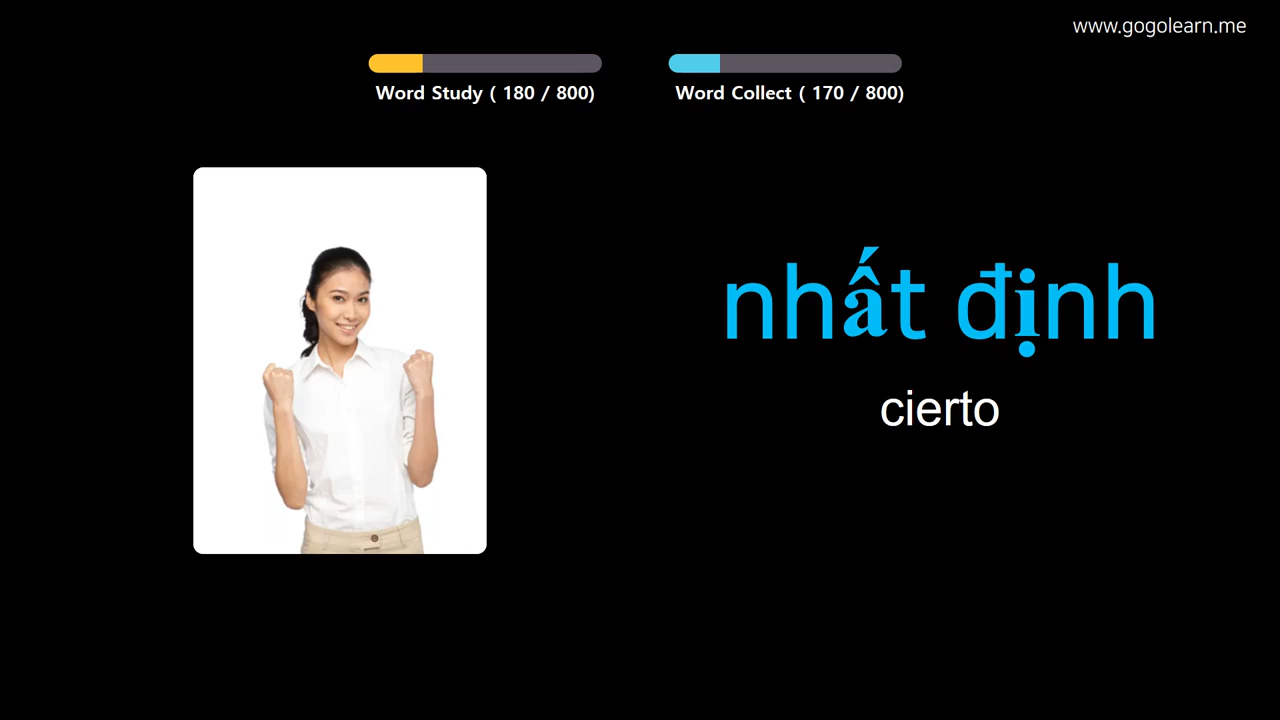 www.gogolearn.me
Word Study ( 180 / 800)
Word Collect ( 170 / 800)
nhất định
cierto